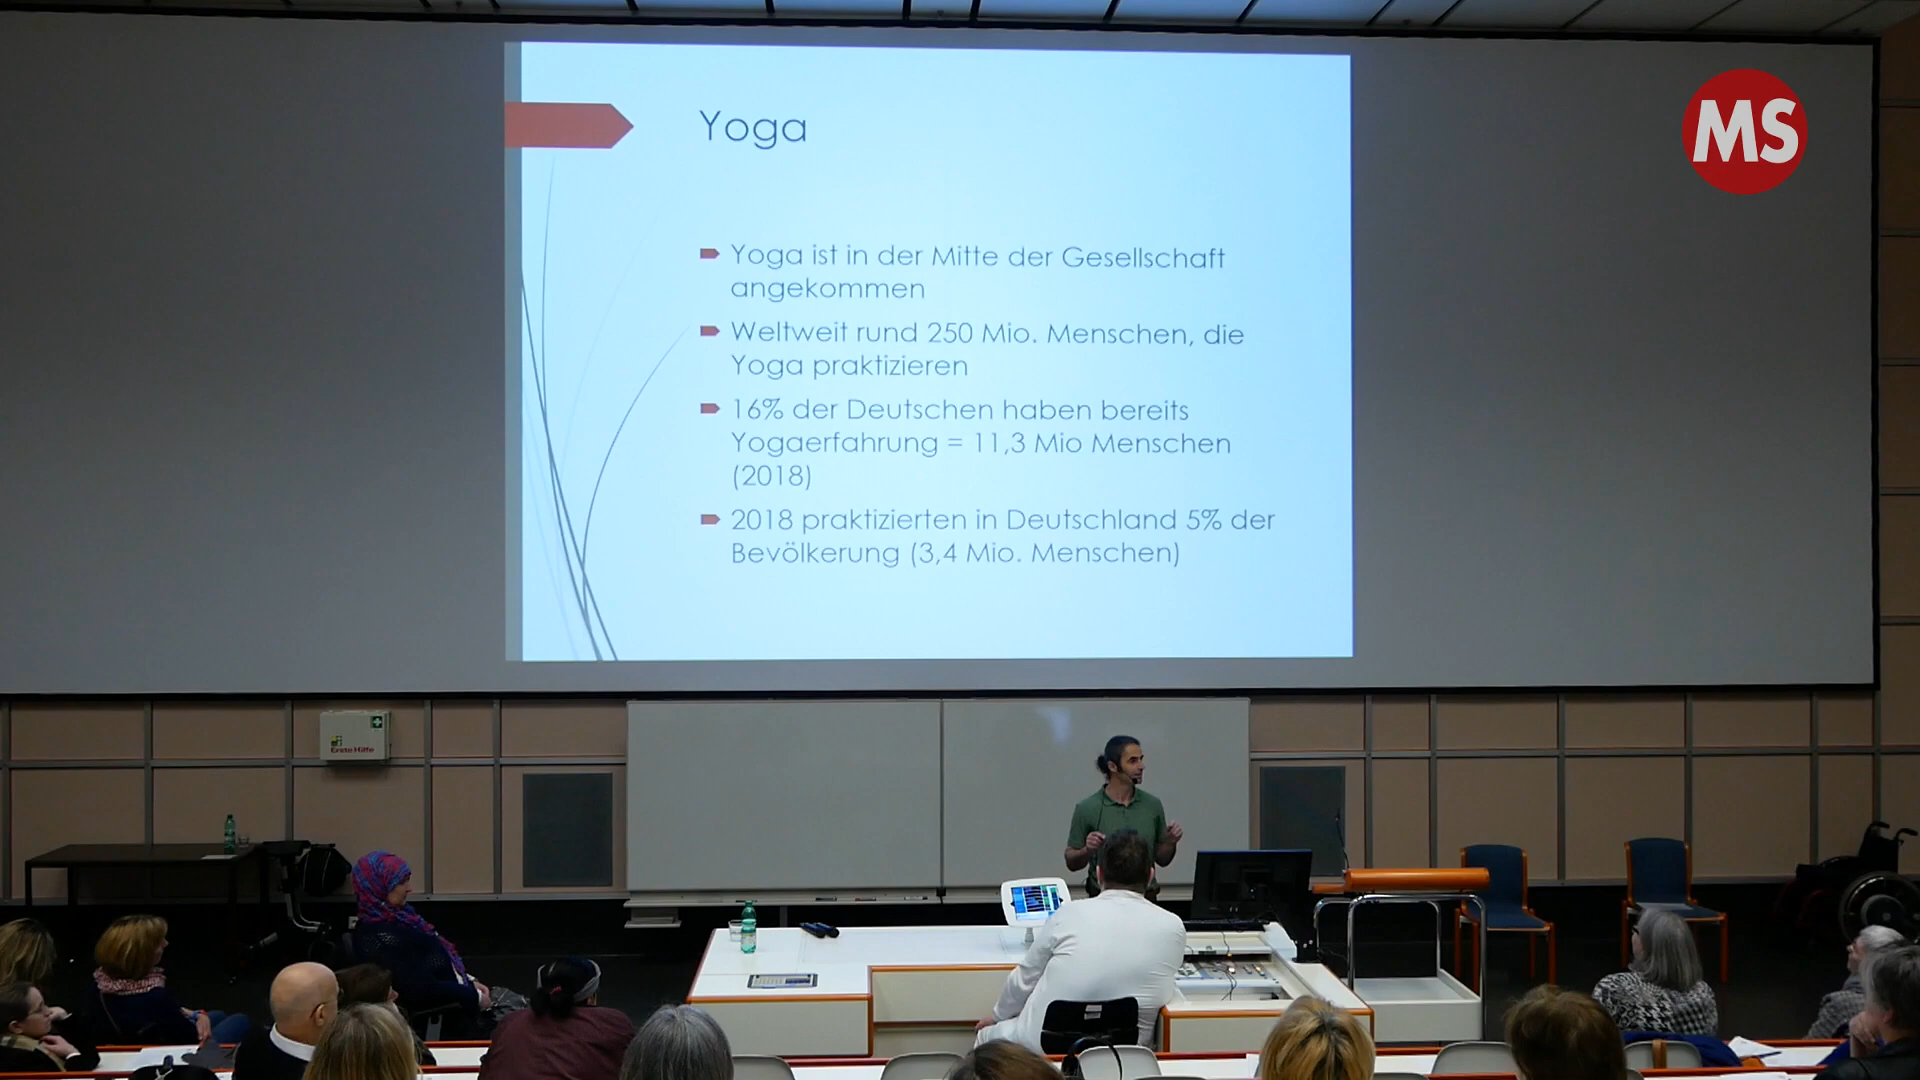 MS
Yoga
Yoga ist in der Mitte der Gesellschaft
angekommen
Weltweit rund 250 Mio. Menschen, die
Yoga praktizieren
16% der Deutschen haben bereits
Yogaerfahrung = 11,3 Mio Menschen
(2018)
2018 praktizierten in Deutschland 5% der
Bevölkerung (3,4 Mio. Menschen)
Erste Hilfe